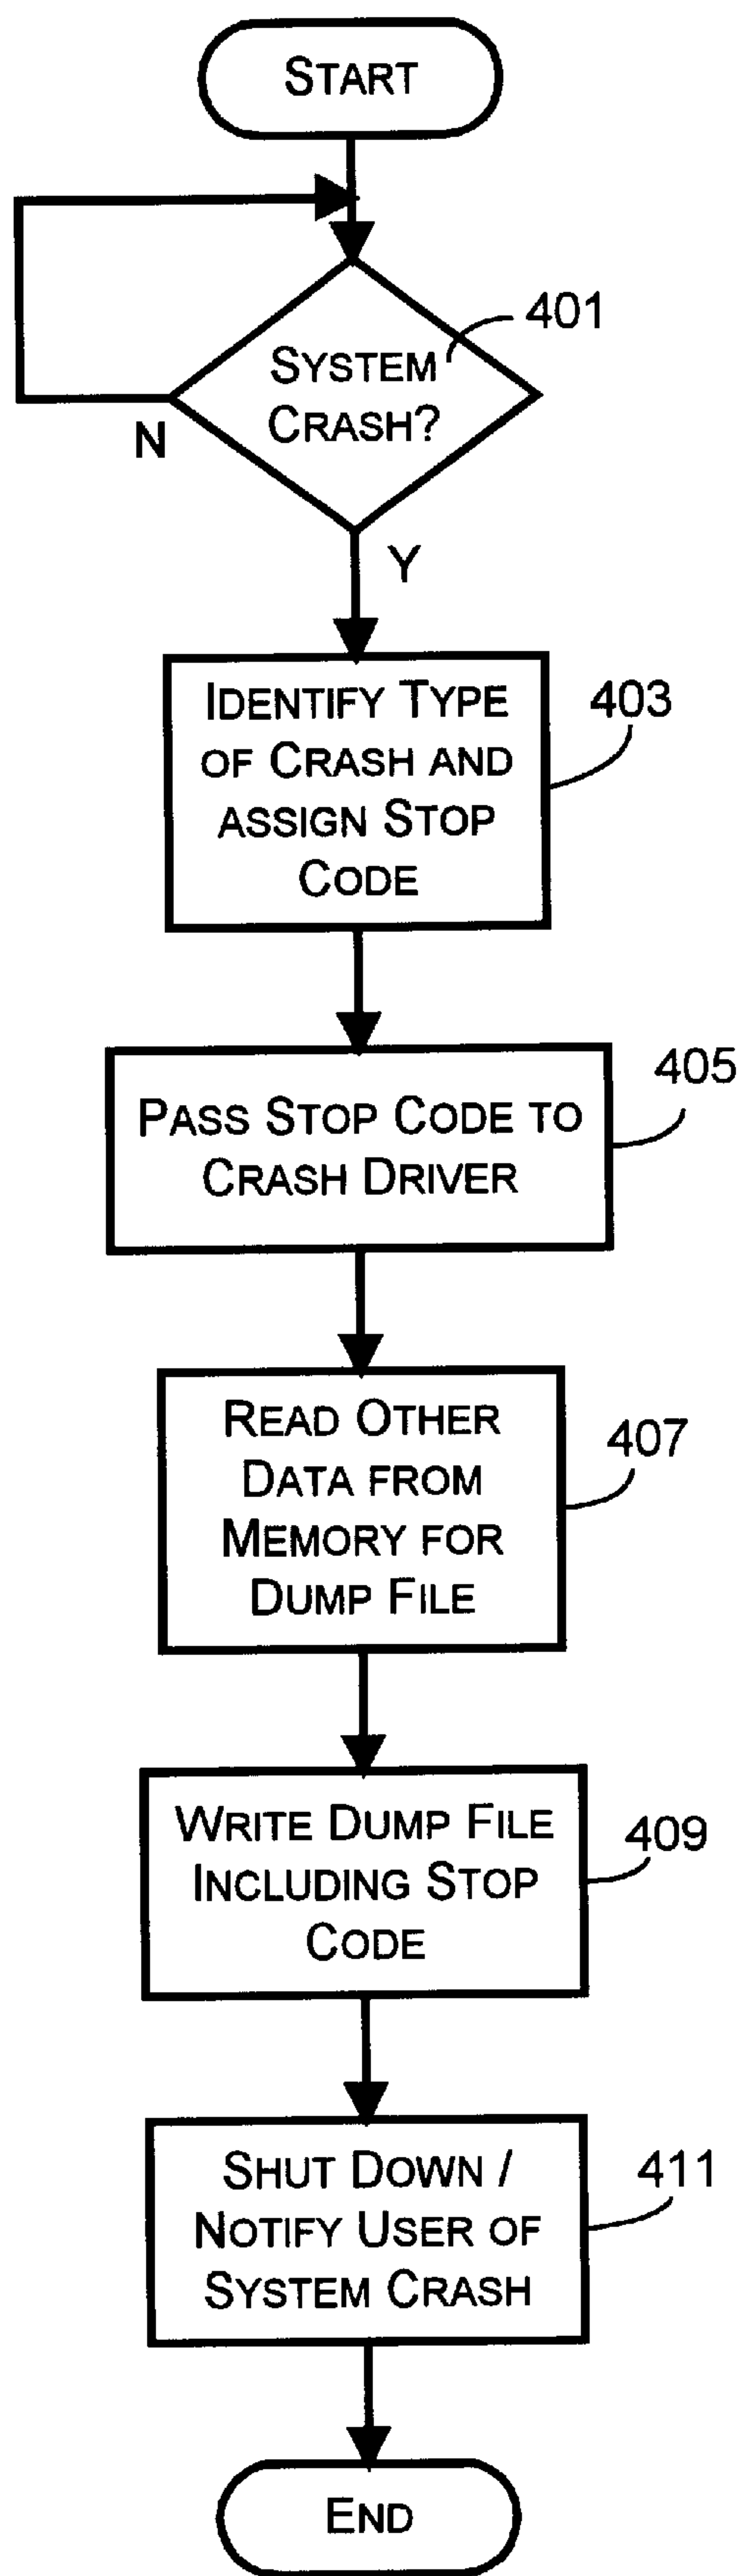 START
401
SYSTEM
CRASH?
N
Y
IDENTIFY TYPE
OF CRASH AND
ASSIGN STOP
CODE
403
PASS STOP CODE TO
CRASH DRIVER
405
READ OTHER
DATA FROM
MEMORY FOR
DUMP FILE
407
WRITE DUMP FILE
INCLUDING STOP
CODE
409
SHUT DOWN /
NOTIFY USER OF
SYSTEM CRASH
411
END